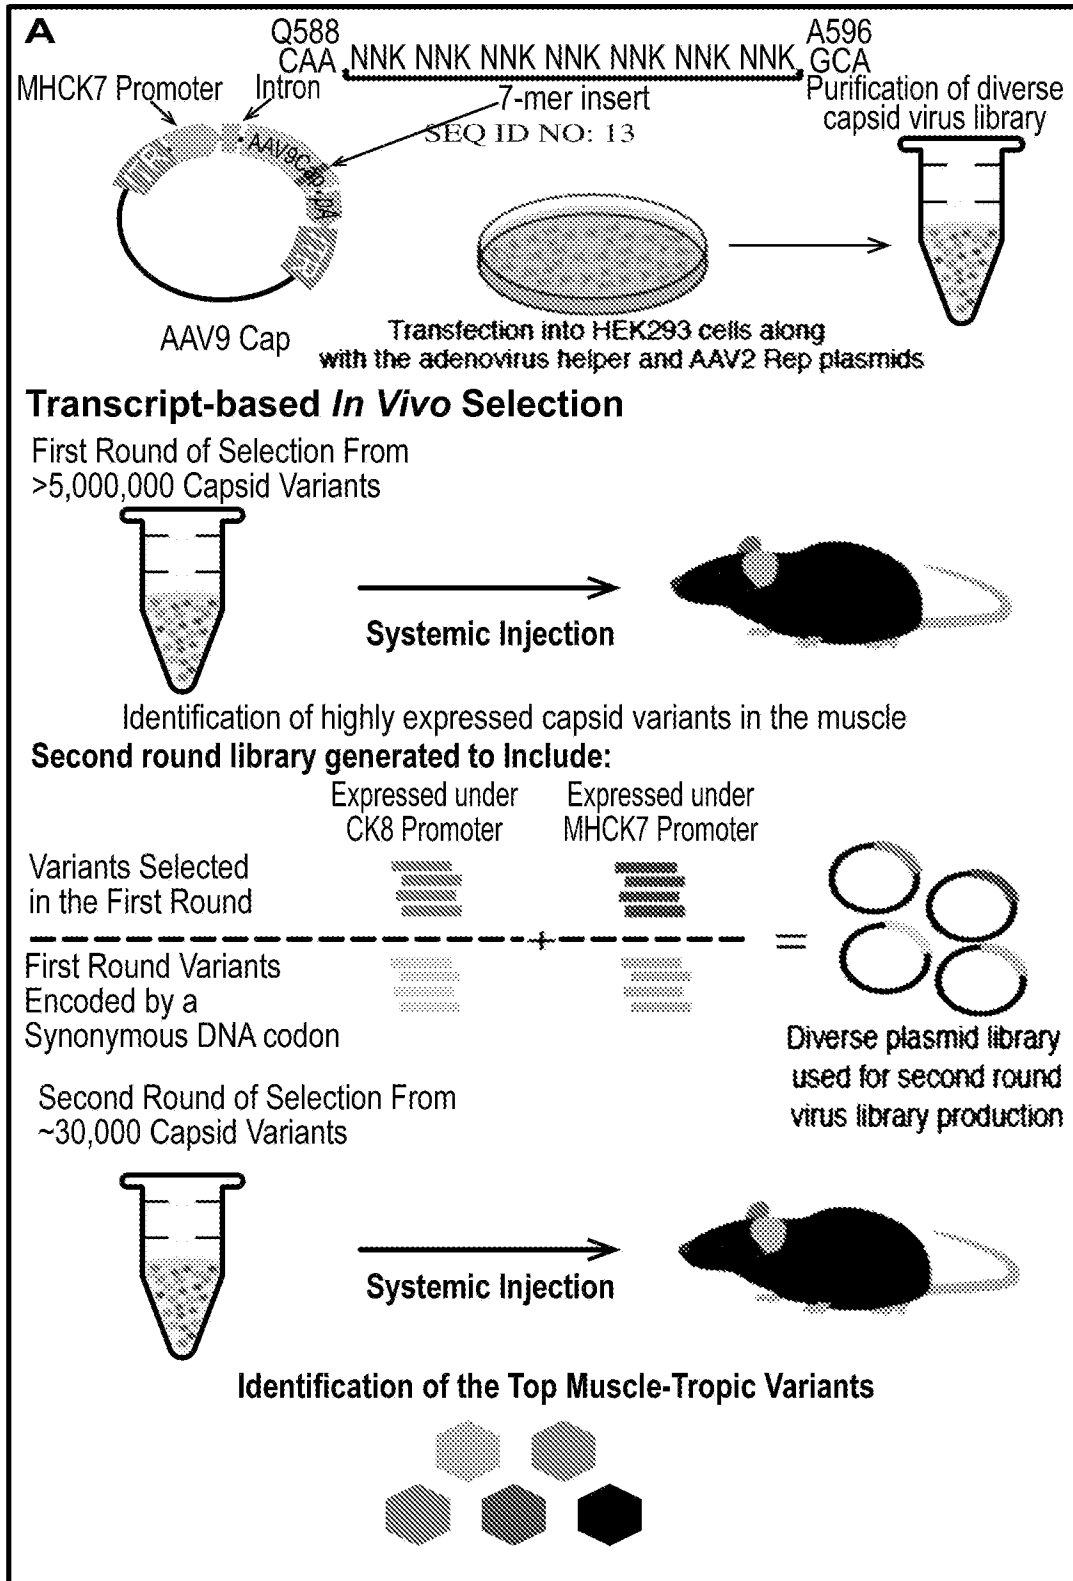 A
Q588
A596
CAA NNK NNK NNK NNK NNK NNK NNK GCA
MHCK7 Promoter
Intron
7-mer insert
SEQ ID NO: 13
Purification of diverse
capsid virus library
ITR
AAV9Cap
pA
ITR
AAV9 Cap
Transfection into HEK293 cells along
with the adenovirus helper and AAV2 Rep plasmids
Transcript-based In Vivo Selection
First Round of Selection From
>5,000,000 Capsid Variants
Systemic Injection
Identification of highly expressed capsid variants in the muscle
Second round library generated to Include:
Expressed under
CK8 Promoter
Expressed under
MHCK7 Promoter
Variants Selected
in the First Round
+
=
First Round Variants
Encoded by a
Synonymous DNA codon
Diverse plasmid library
used for second round
virus library production
Second Round of Selection From
~30,000 Capsid Variants
Systemic Injection
Identification of the Top Muscle-Tropic Variants